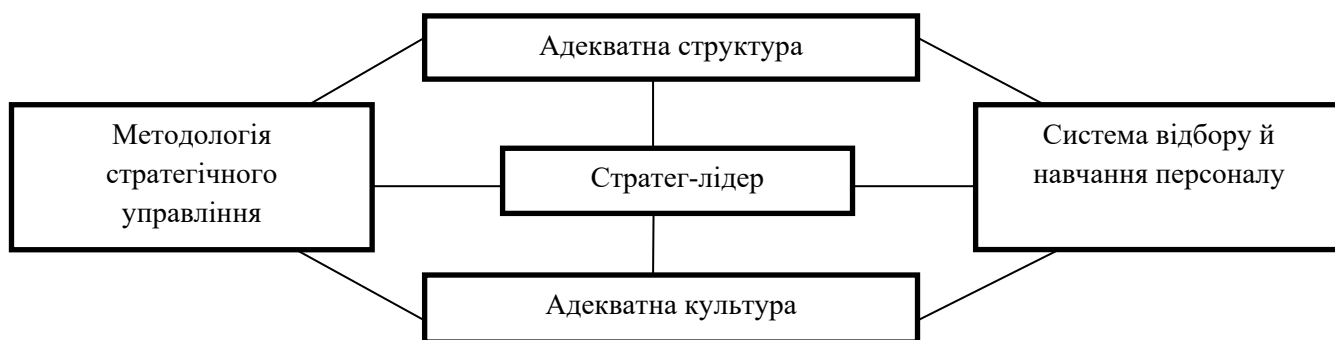 Адекватна структура
Методологія
стратегічного
управління
Стратег-лідер
Система відбору й
навчання персоналу
Адекватна культура